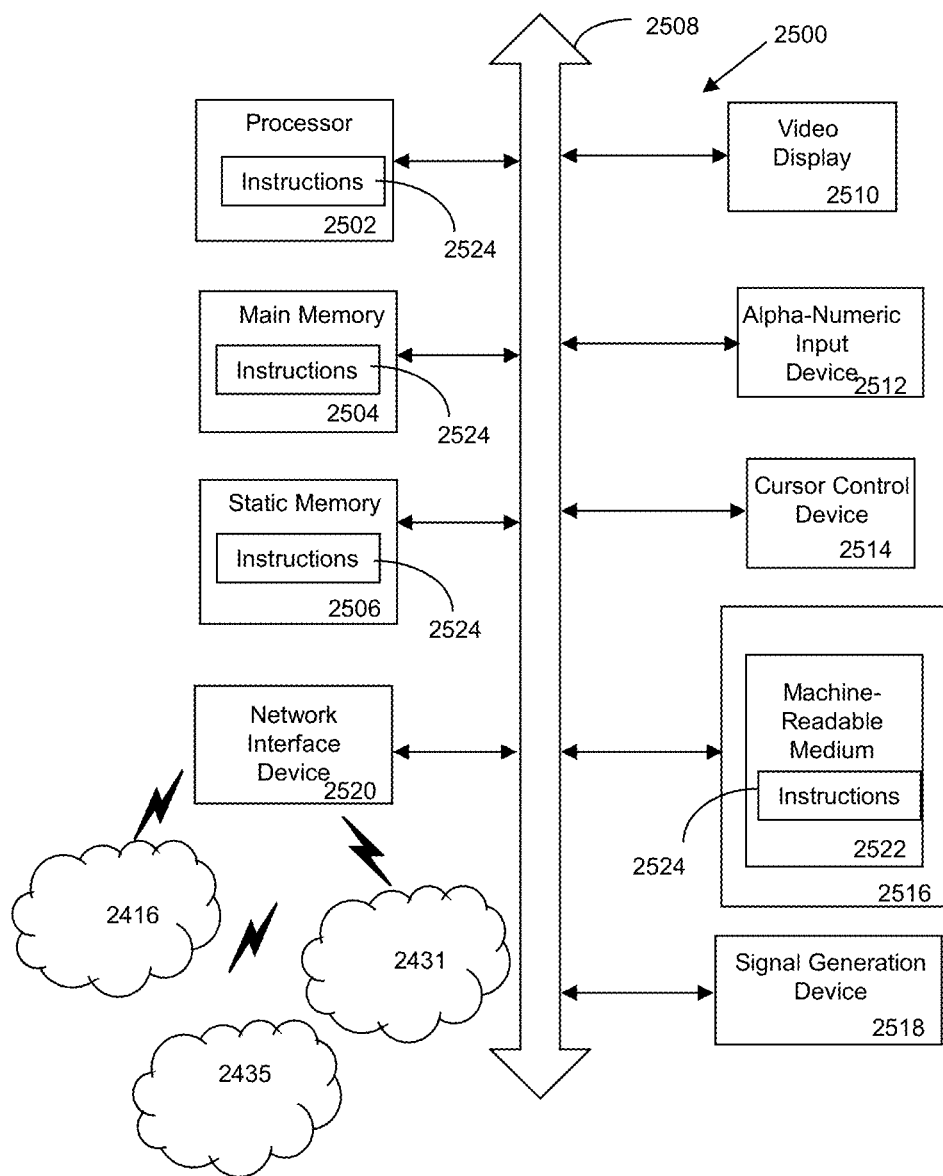 2508
2500
Processor
Instructions
2502
2524
Main Memory
Instructions
2504
2524
Static Memory
Instructions
2506
2524
Network
Interface
Device
2520
2416
2431
2435
Video
Display
2510
Alpha-Numeric
Input
Device
2512
Cursor Control
Device
2514
Machine-
Readable
Medium
Instructions
2524
2522
2516
Signal Generation
Device
2518